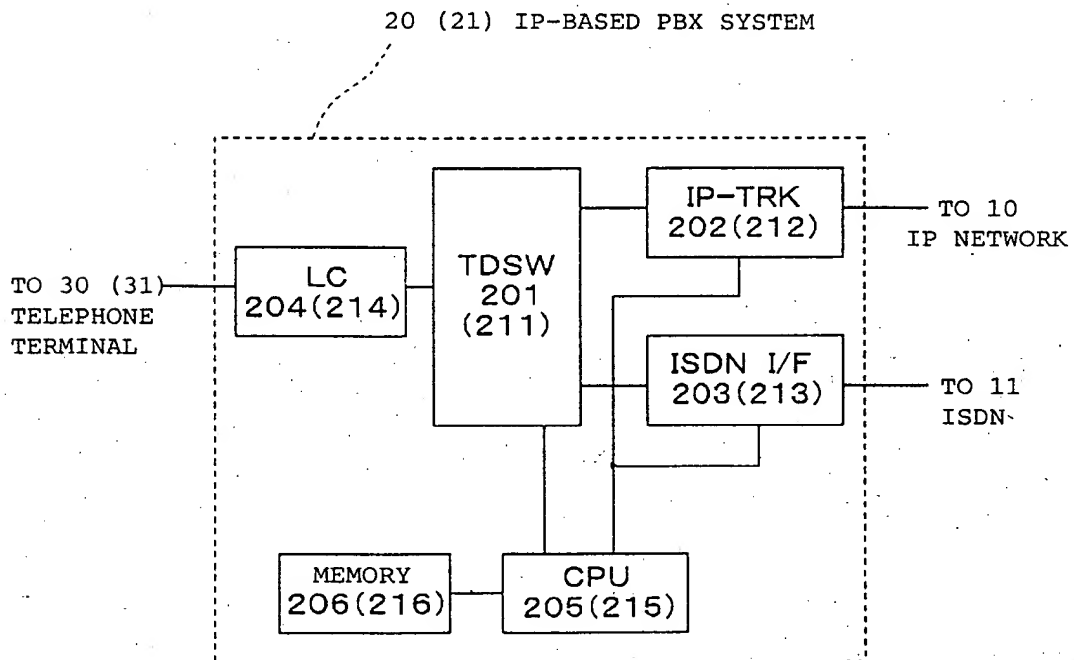 20 (21) IP-BASED PBX SYSTEM
IP-TRK
202(212)
TO 10
IP NETWORK
TDSW
201
(211)
LC
204(214)
TO 30 (31)
TELEPHONE
TERMINAL
ISDN I/F
203(213)
TO 11
ISDN
MEMORY
206(216)
CPU
205(215)